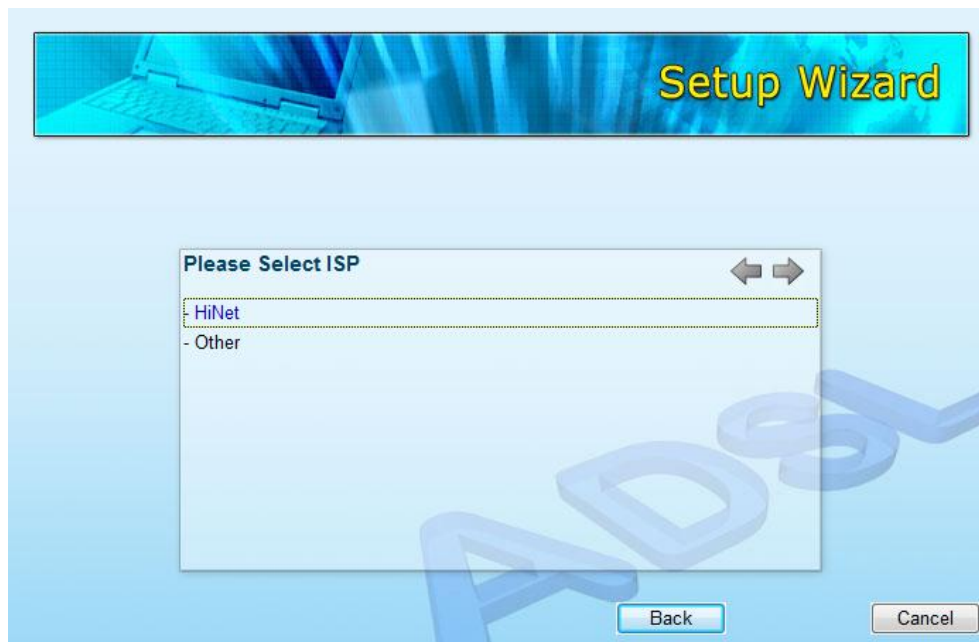 Setup Wizard
Please Select ISP
- HiNet
- Other
ADSL
Back
Cancel